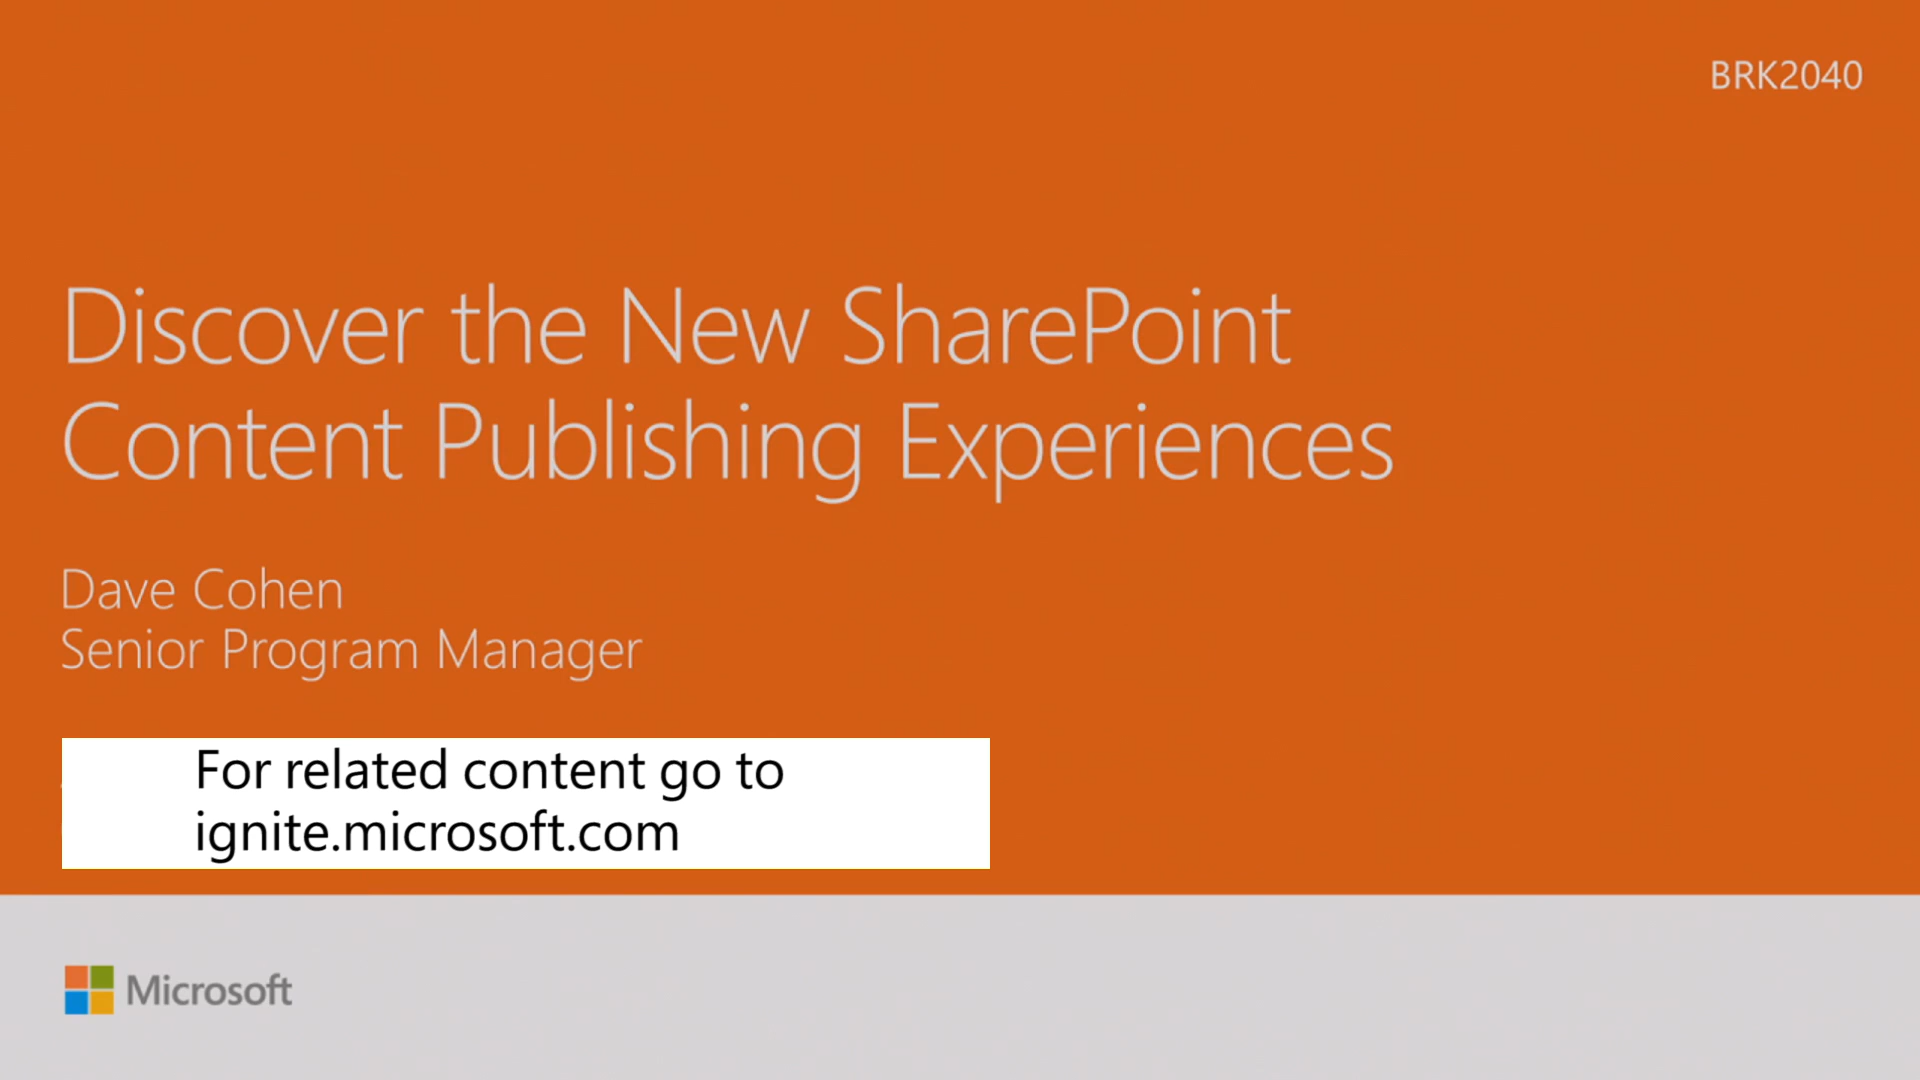 BRK2040
Discover the New SharePoint
Content Publishing Experiences
Dave Cohen
Senior Program Manager
For related content go to
ignite.microsoft.com
Microsoft